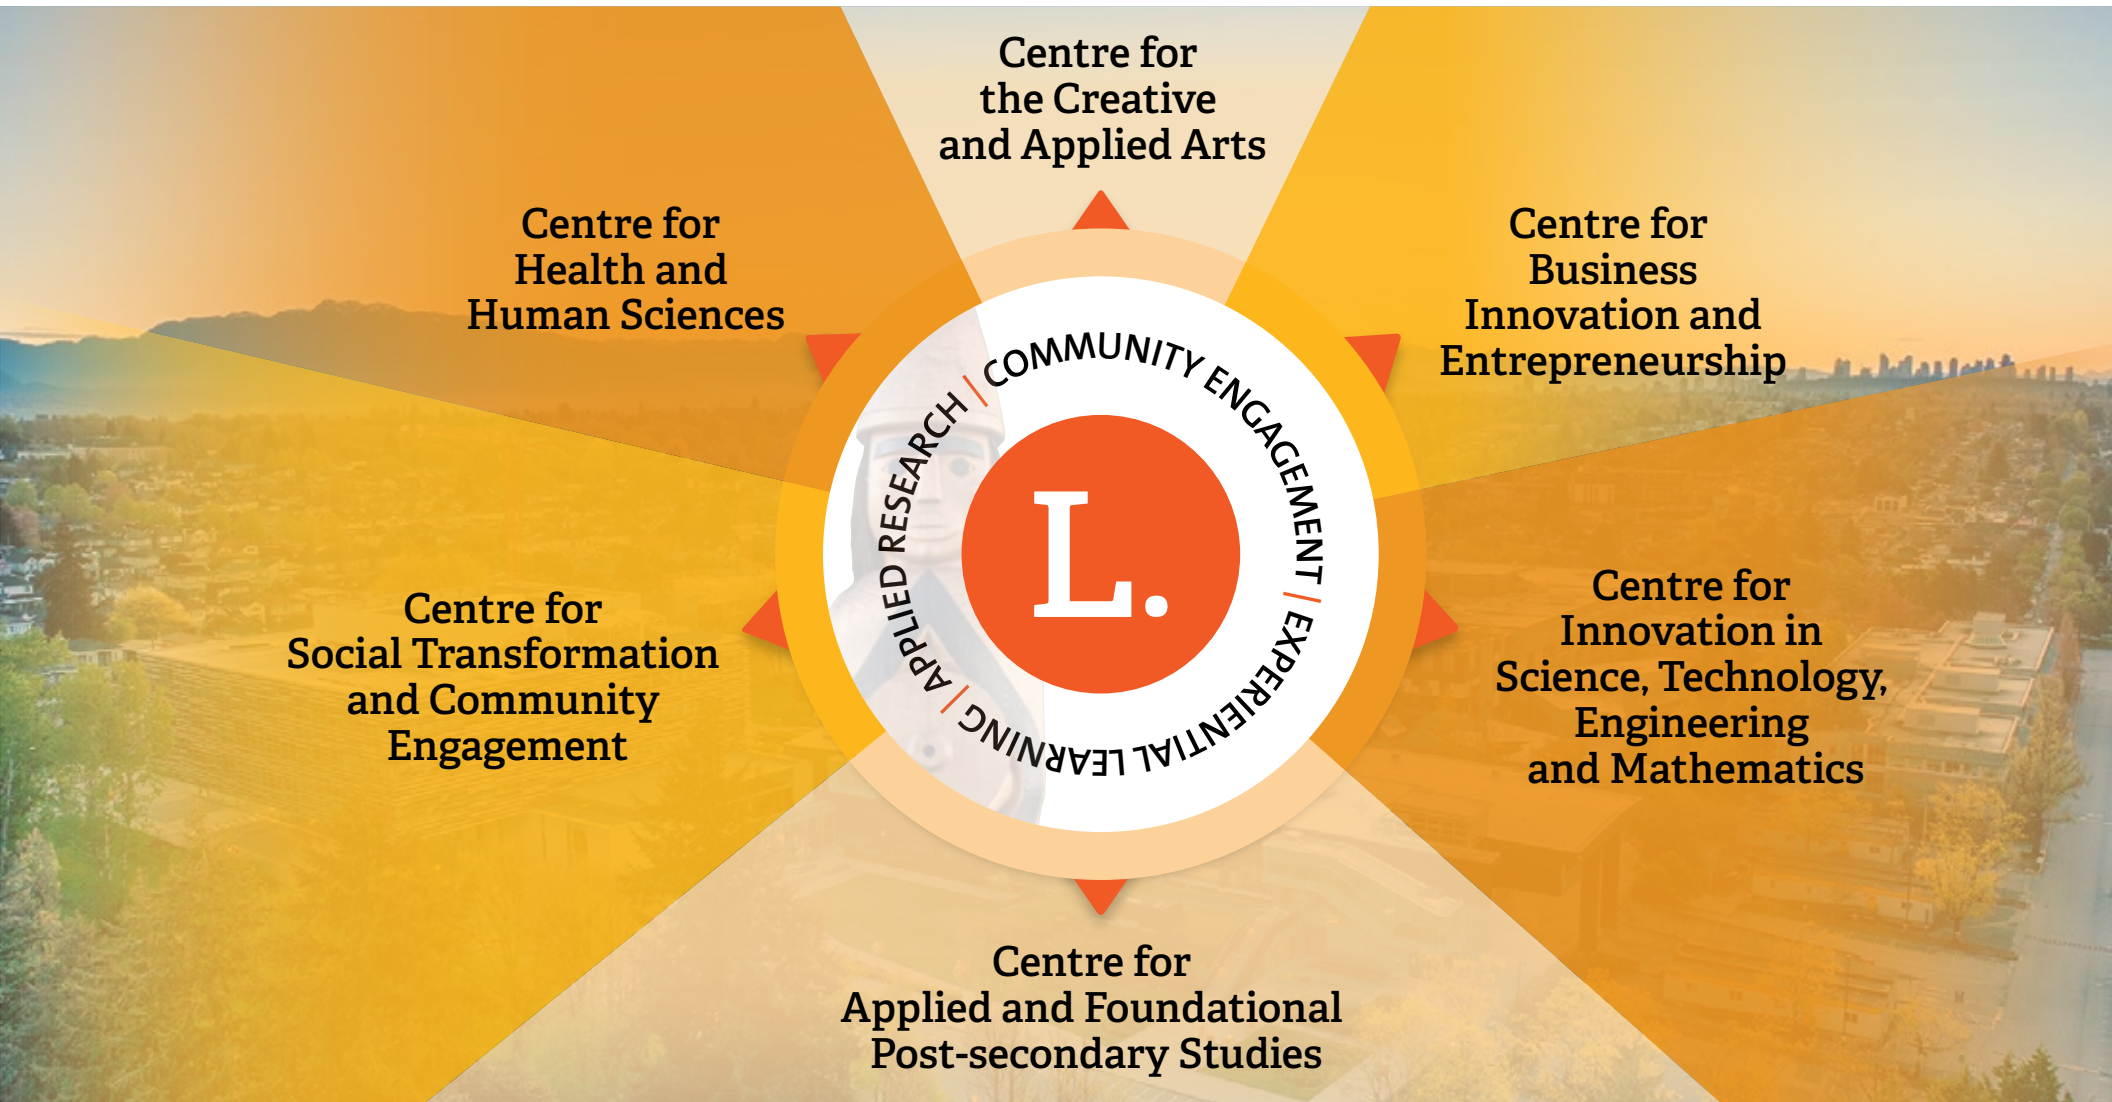 Centre for
the Creative
and Applied Arts
Centre for
Health and
Human Sciences
Centre for
Business
Innovation and
Entrepreneurship
APPLIED RESEARCH | COMMUNITY ENGAGEMENT | EXPERIENTIAL LEARNING |
L.
Centre for
Social Transformation
and Community
Engagement
Centre for
Innovation in
Science, Technology,
Engineering
and Mathematics
Centre for
Applied and Foundational
Post-secondary Studies